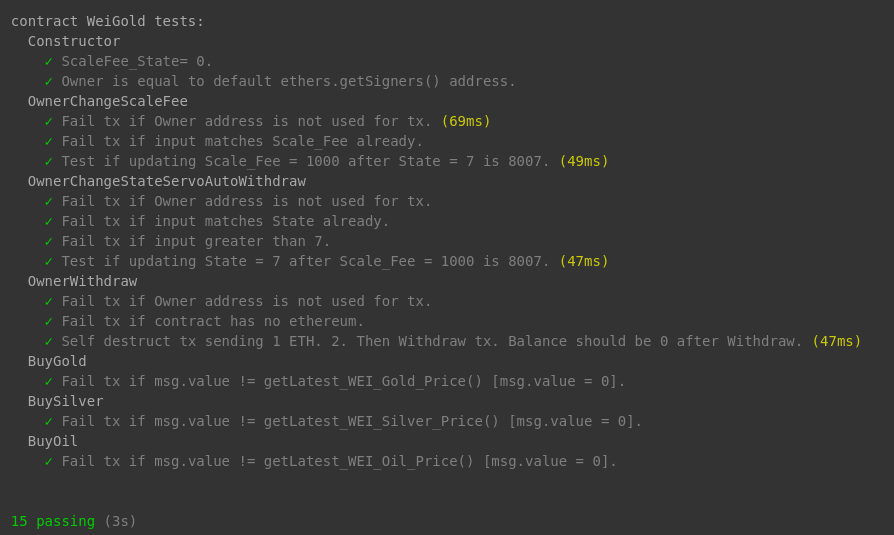 contract WeiGold tests:
Constructor
✓ ScaleFee_State= 0.
✓ Owner is equal to default ethers.getSigners() address.
OwnerChangeScaleFee
✓ Fail tx if Owner address is not used for tx. (69ms)
✓ Fail tx if input matches Scale_Fee already.
✓ Test if updating Scale_Fee = 1000 after State = 7 is 8007. (49ms)
OwnerChangeStateServoAutoWithdraw
✓ Fail tx if Owner address is not used for tx.
✓ Fail tx if input matches State already.
✓ Fail tx if input greater than 7.
✓ Test if updating State = 7 after Scale_Fee = 1000 is 8007. (47ms)
OwnerWithdraw
✓ Fail tx if Owner address is not used for tx.
✓ Fail tx if contract has no ethereum.
✓ Self destruct tx sending 1 ETH. 2. Then Withdraw tx. Balance should be 0 after Withdraw. (47ms)
BuyGold
✓ Fail tx if msg.value != getLatest_WEI_Gold_Price() [msg.value = 0].
BuySilver
✓ Fail tx if msg.value != getLatest_WEI_Silver_Price() [msg.value = 0].
BuyOil
✓ Fail tx if msg.value != getLatest_WEI_Oil_Price() [msg.value = 0].
15 passing (3s)